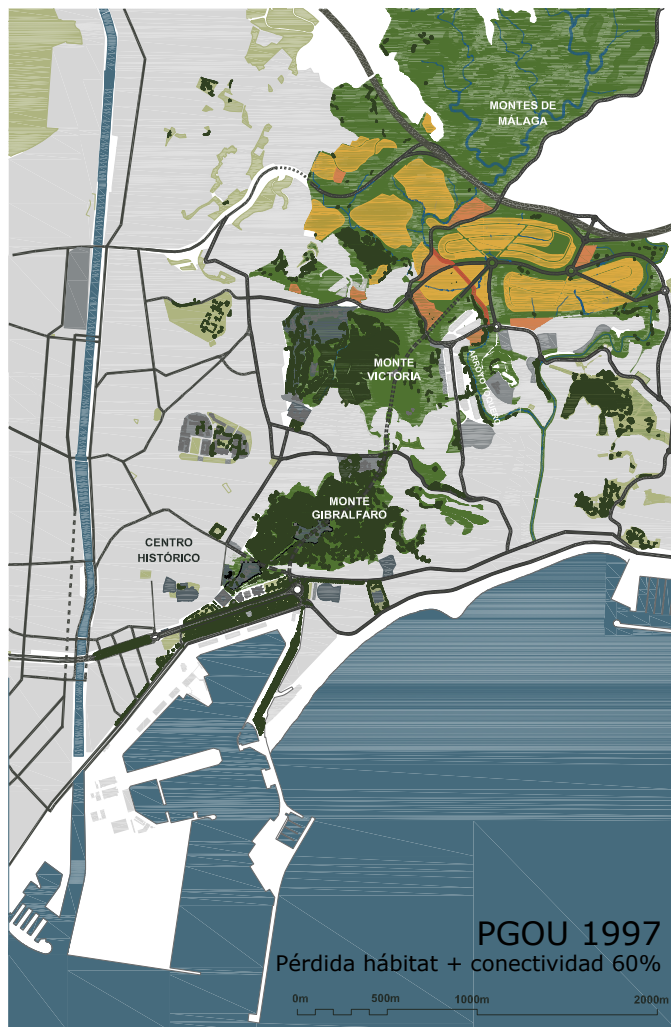 MONTES DE
MÁLAGA
MONTE
VICTORIA
ARROYO
MONTE
GIBRALFARO
CENTRO
HISTÓRICO
PGOU 1997
Pérdida hábitat + conectividad 60%
0m 500m 1000m 2000m